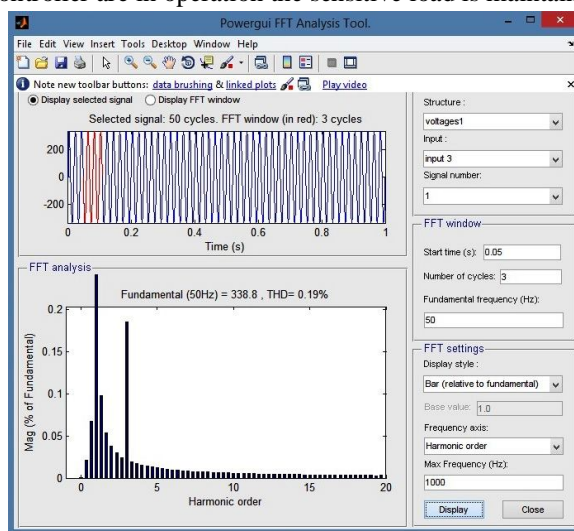 ontroller are in operation the sensitive load is maintai
Powergui FFT Analysis Tool.
File Edit View Insert Tools Desktop Window Help
Note new toolbar buttons: data brushing & linked plots Play video
Display selected signal Display FFT window
Selected signal: 50 cycles. FFT window (in red): 3 cycles
200
0
-200
0 0.2 0.4 0.6 0.8 1
Time (s)
FFT analysis
Fundamental (50Hz) = 338.8 , THD= 0.19%
0.2
0.15
0.1
0.05
0
Mag (% of Fundamental)
0 5 10 15 20
Harmonic order
Structure :
voltages1
Input :
input 3
Signal number:
1
FFT window
Start time (s): 0.05
Number of cycles: 3
Fundamental frequency (Hz):
50
FFT settings
Display style :
Bar (relative to fundamental)
Base value: 1.0
Frequency axis:
Harmonic order
Max Frequency (Hz):
1000
Display Close